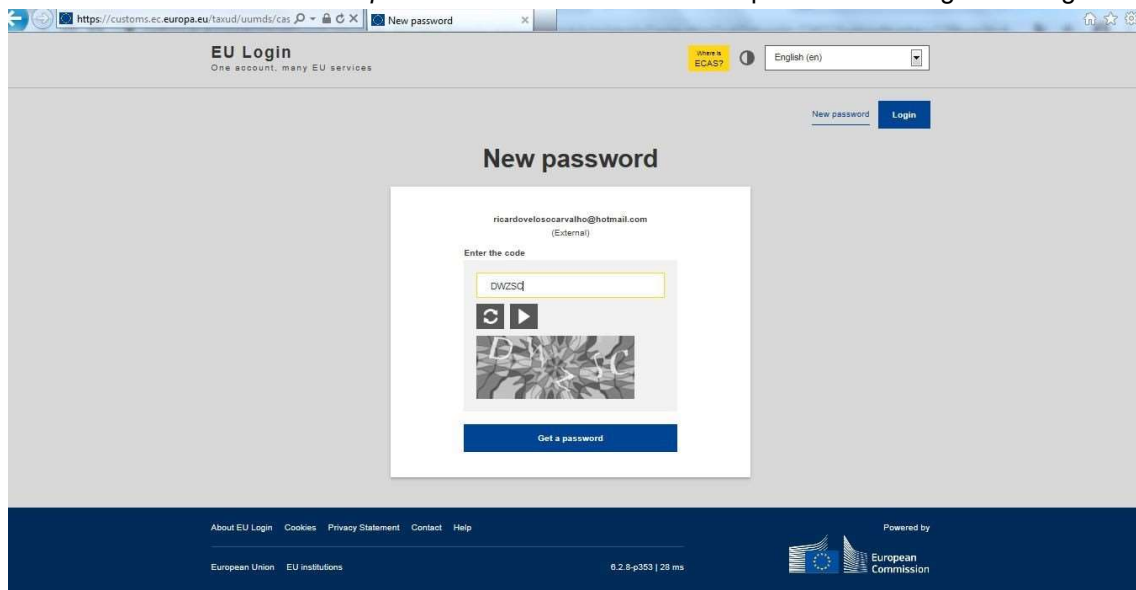 https://customs.ec.europa.eu/taxud/uumds/cas
New password
EU Login
One account, many EU services
Where is
ECAS?
English (en)
New password
Login
New password
ricardovelosocarvalho@hotmail.com
(External)
Enter the code
DWZSC
Get a password
About EU Login Cookies Privacy Statement Contact Help
Powered by
European Union EU institutions
6.2.8-p353 | 28 ms
European
Commission